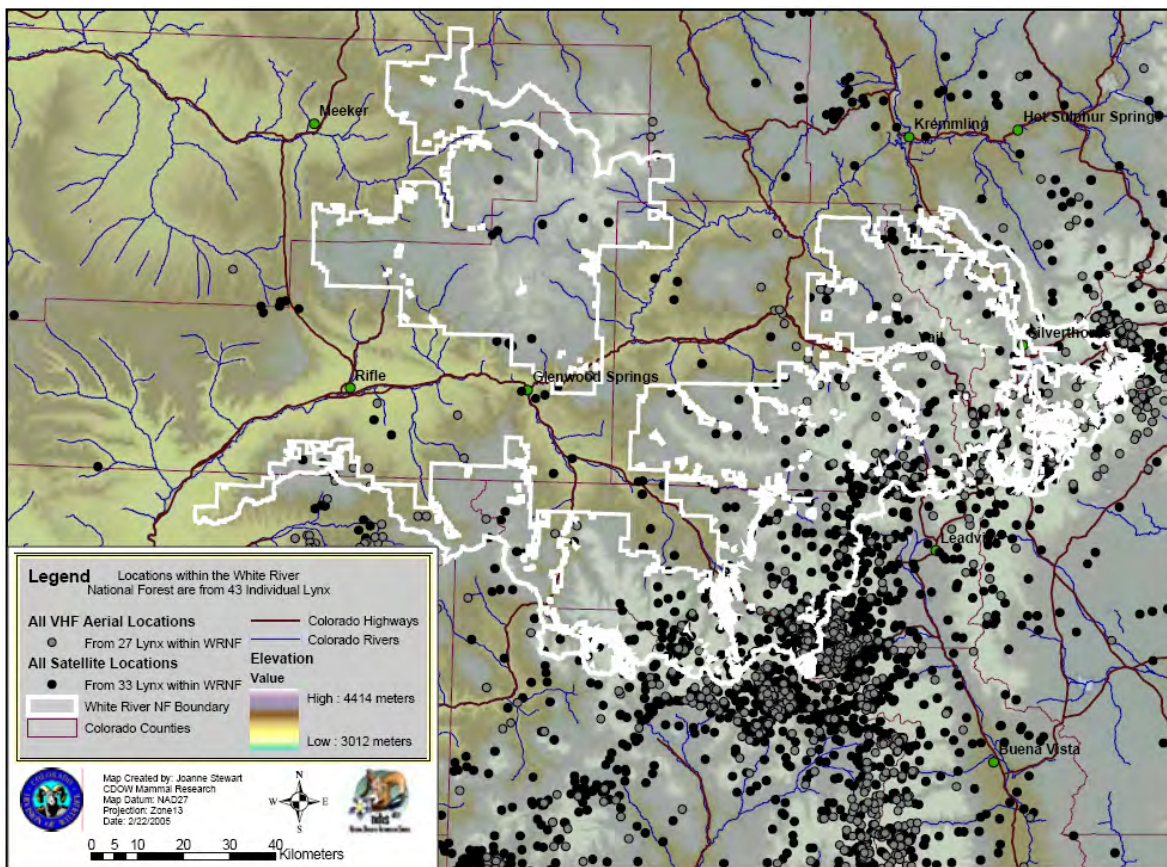 Meeker
Kremmling
Hot Sulphur Springs
Silverthorne
Vail
Rifle
Glenwood Springs
Leadville
Buena Vista
Legend
Locations within the White River
National Forest are from 43 Individual Lynx
All VHF Aerial Locations
From 27 Lynx within WRNF
All Satellite Locations
From 33 Lynx within WRNF
White River NF Boundary
Colorado Counties
Colorado Highways
Colorado Rivers
Elevation
Value
High : 4414 meters
Low : 3012 meters
Map Created by: Joanne Stewart
CDOW Mammal Research
Map Datum: NAD27
Projection: Zone13
Date: 2/22/2005
N
W E
S
COLORADO
0 5 10 20 30 40
Kilometers